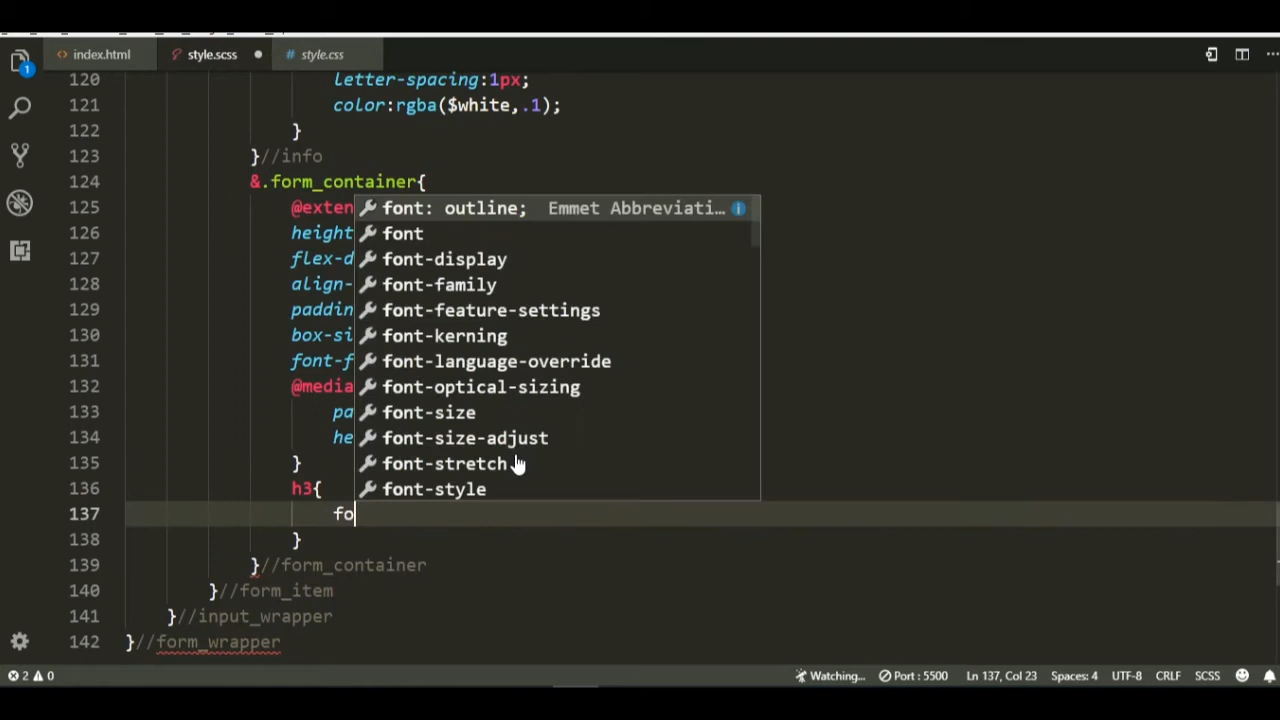 index.html
style.scss
style.css
120 letter-spacing:1px;
121 color:rgba($white,.1);
122 }
123 }//info
124 &.form_container{
125 @exten
126 height
127 flex-d
128 align-
129 paddin
130 box-si
131 font-f
132 @media
133 pa
134 he
135 }
136 h3{
137 fo
138 }
139 }//form_container
140 }//form_item
141 }//input_wrapper
142 }//form_wrapper
font: outline; Emmet Abbreviati...
font
font-display
font-family
font-feature-settings
font-kerning
font-language-override
font-optical-sizing
font-size
font-size-adjust
font-stretch
font-style
1
2 0 Watching... Port : 5500 Ln 137, Col 23 Spaces: 4 UTF-8 CRLF SCSS